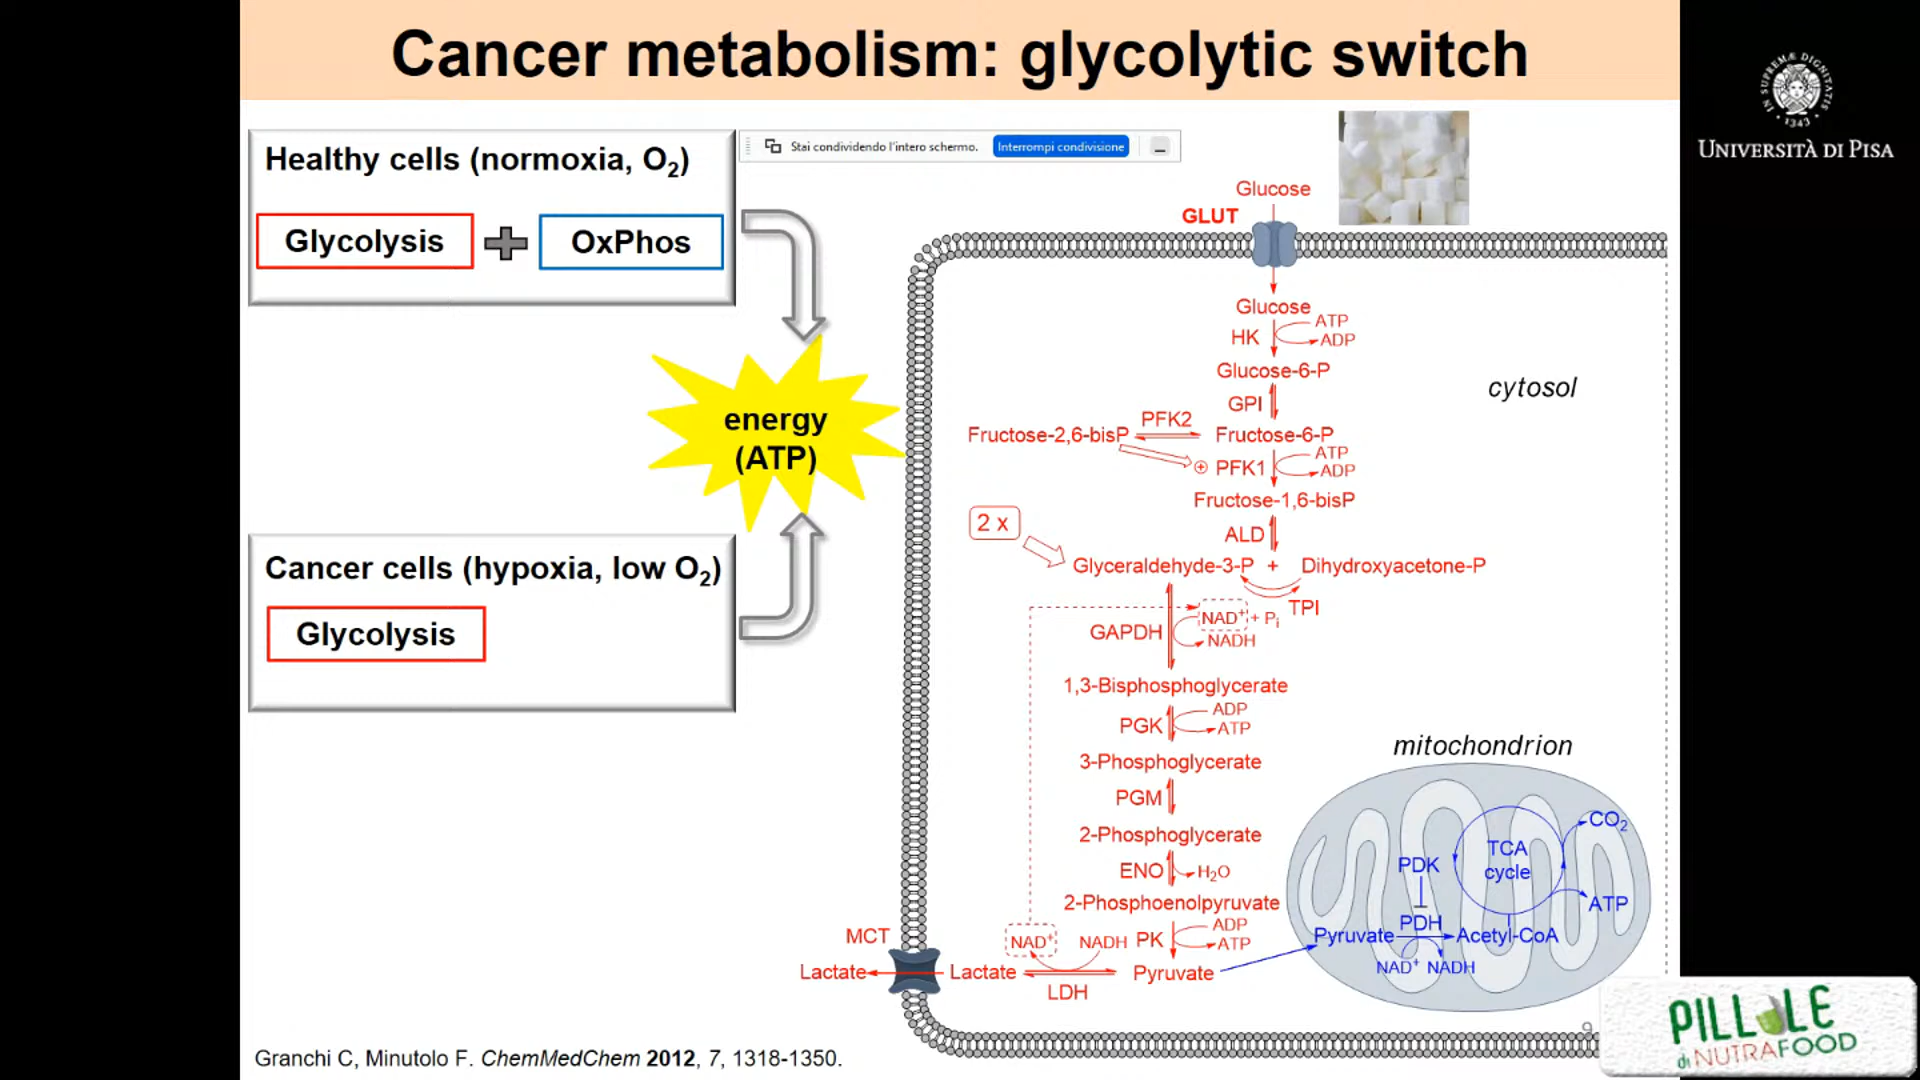 Cancer metabolism: glycolytic switch
IN SUPREMÆ DIGNITATIS
1343
UNIVERSITÀ DI PISA
Healthy cells (normoxia, O2)
Glycolysis
OxPhos
Stai condividendo l'intero schermo.
Interrompi condivisione
energy
(ATP)
Cancer cells (hypoxia, low O2)
Glycolysis
Glucose
GLUT
Glucose
HK
ATP
ADP
Glucose-6-P
GPI
cytosol
Fructose-2,6-bisP
PFK2
Fructose-6-P
+ PFK1
ATP
ADP
Fructose-1,6-bisP
ALD
2 x
Glyceraldehyde-3-P + Dihydroxyacetone-P
TPI
GAPDH
NAD+ + Pi
NADH
1,3-Bisphosphoglycerate
PGK
ADP
ATP
3-Phosphoglycerate
PGM
2-Phosphoglycerate
ENO
H2O
2-Phosphoenolpyruvate
PK
ADP
ATP
NAD+
NADH
MCT
Lactate
Lactate
LDH
Pyruvate
mitochondrion
CO2
TCA
cycle
PDK
ATP
PDH
Pyruvate
Acetyl-CoA
NAD+ NADH
9
Granchi C, Minutolo F. ChemMedChem 2012, 7, 1318-1350.
PILLOLE
di NUTRAFOOD